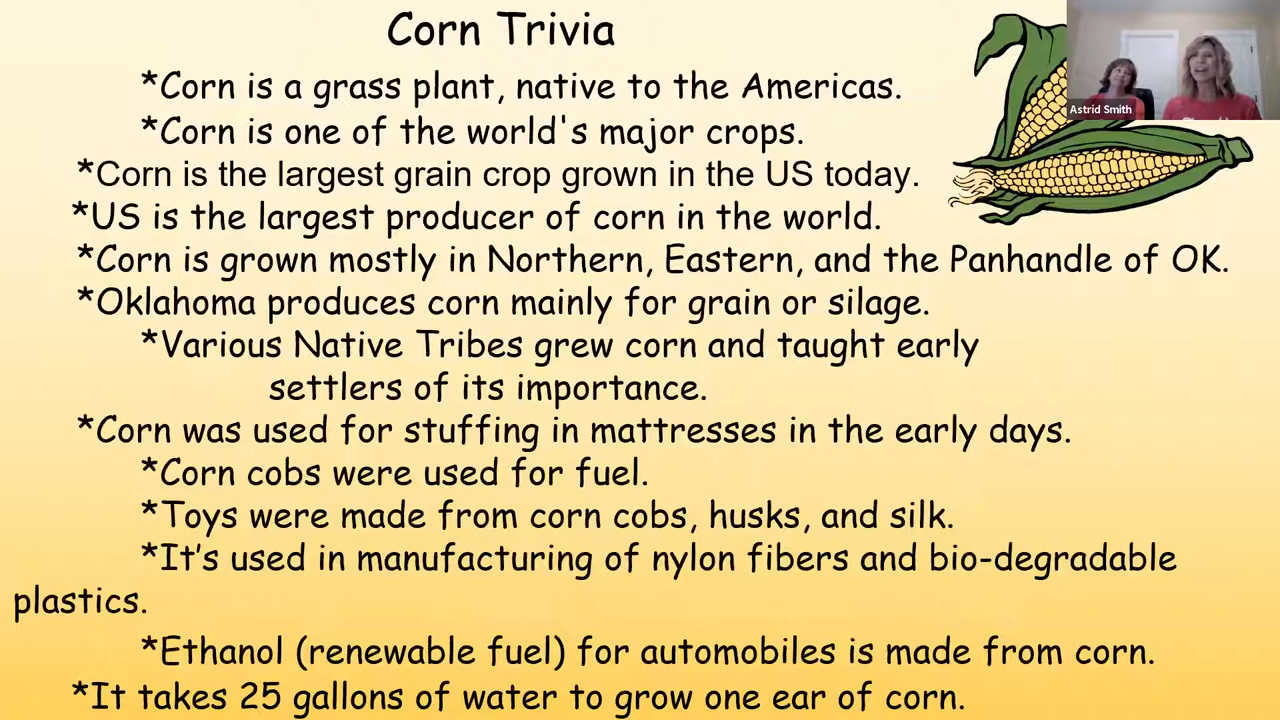 Corn Trivia
*Corn is a grass plant, native to the Americas.
*Corn is one of the world's major crops.
*Corn is the largest grain crop grown in the US today.
*US is the largest producer of corn in the world.
*Corn is grown mostly in Northern, Eastern, and the Panhandle of OK.
*Oklahoma produces corn mainly for grain or silage.
*Various Native Tribes grew corn and taught early
settlers of its importance.
*Corn was used for stuffing in mattresses in the early days.
*Corn cobs were used for fuel.
*Toys were made from corn cobs, husks, and silk.
*It’s used in manufacturing of nylon fibers and bio-degradable
plastics.
*Ethanol (renewable fuel) for automobiles is made from corn.
*It takes 25 gallons of water to grow one ear of corn.
Astrid Smith